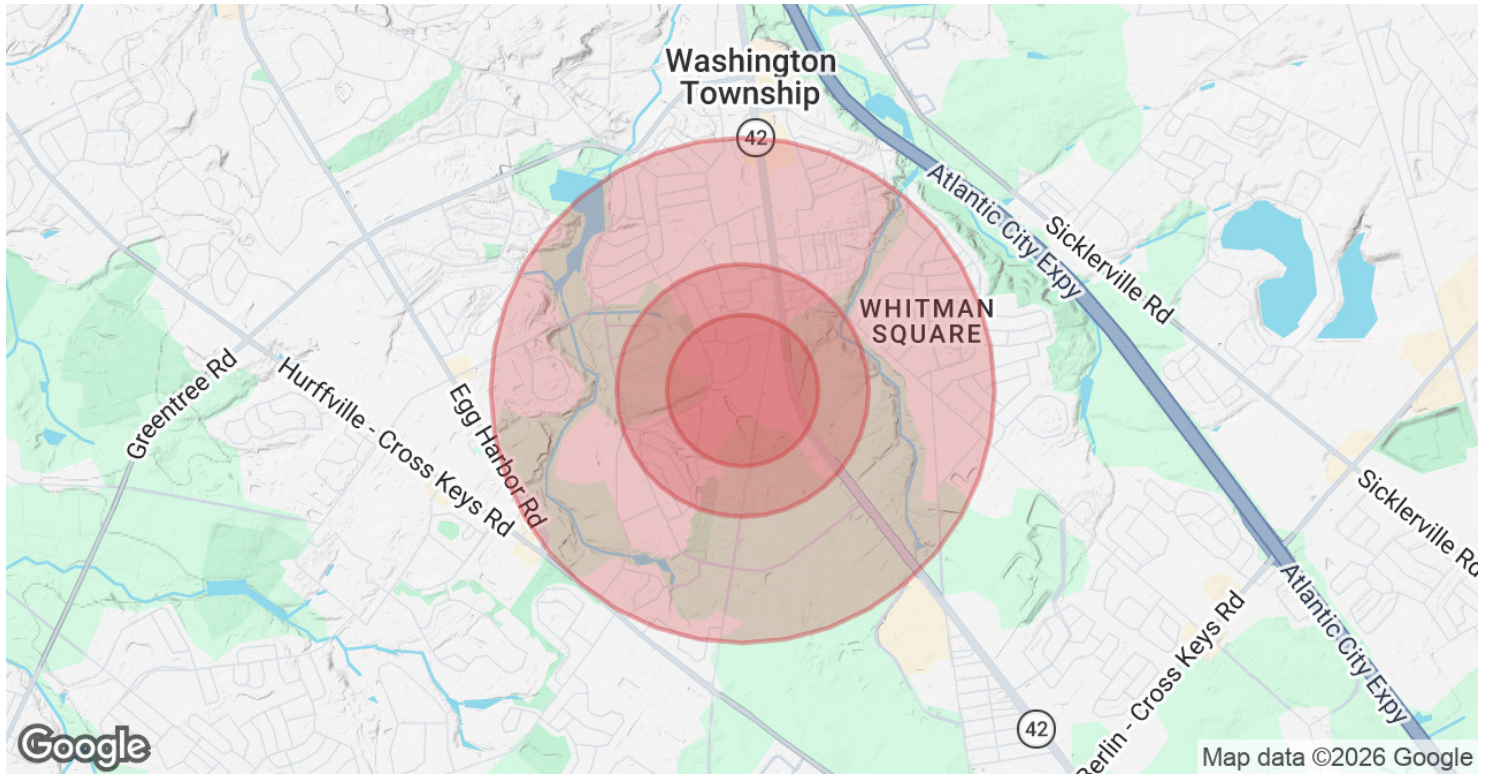 Washington
Township
42
Atlantic City Expy
Sicklerville Rd
WHITMAN
SQUARE
Greentree Rd
Hurffville - Cross Keys Rd
Egg Harbor Rd
Sicklerville Rd
Atlantic City Expy
Berlin - Cross Keys Rd
42
Google
Map data ©2026 Google